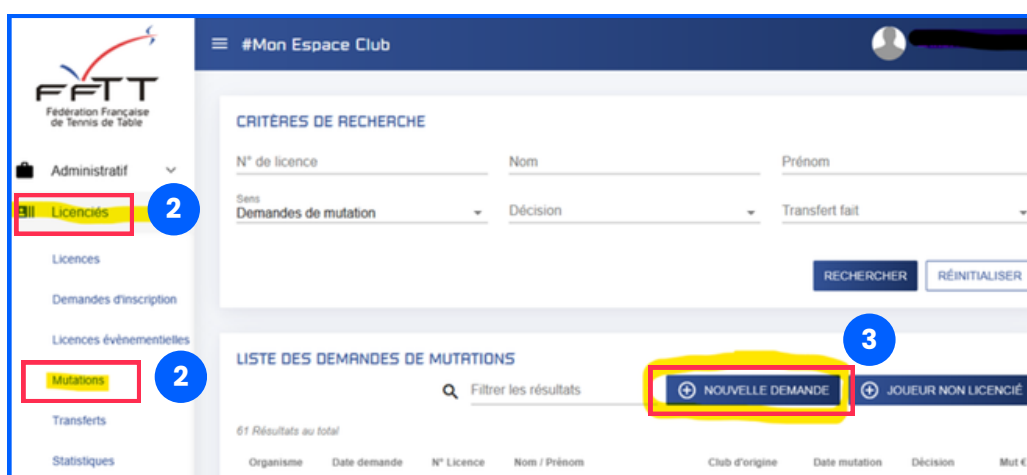 FFTT
Fédération Française
de Tennis de Table
#Mon Espace Club
Administratif
Licenciés
2
Licences
Demandes d'inscription
Licences évènementielles
Mutations
2
Transferts
Statistiques
CRITÈRES DE RECHERCHE
N° de licence Nom Prénom
Sens
Demandes de mutation Décision Transfert fait
RECHERCHER RÉINITIALISER
3
LISTE DES DEMANDES DE MUTATIONS
Filtrer les résultats NOUVELLE DEMANDE JOUEUR NON LICENCIÉ
61 Résultats au total
Organisme Date demande N° Licence Nom / Prénom Club d'origine Date mutation Décision Mut €